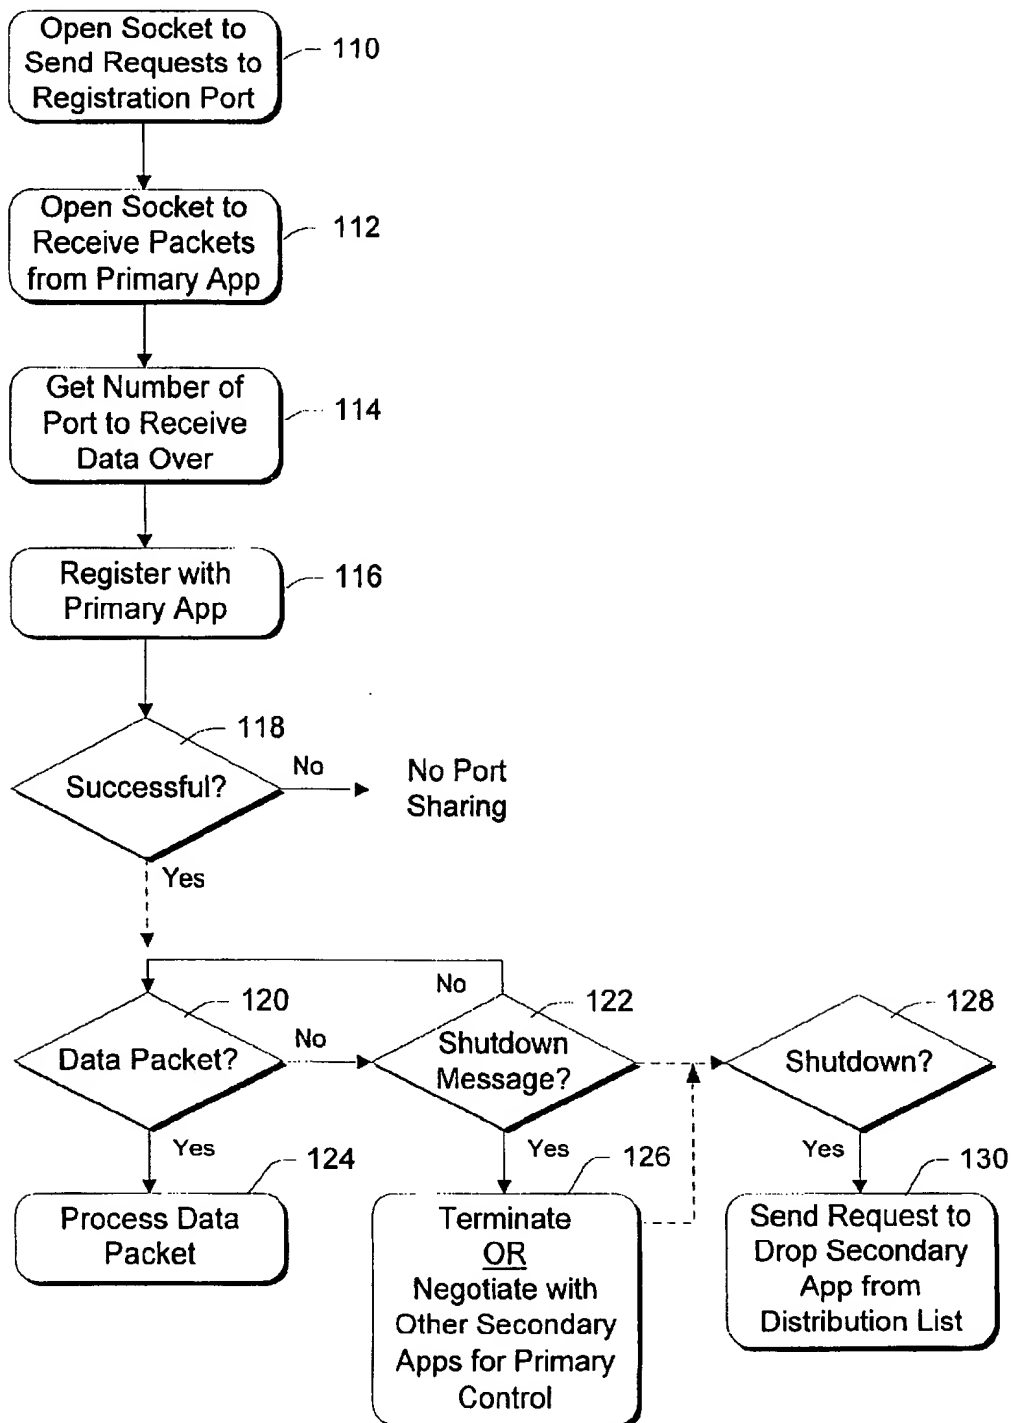 Open Socket to
Send Requests to
Registration Port
110
Open Socket to
Receive Packets
from Primary App
112
Get Number of
Port to Receive
Data Over
114
Register with
Primary App
116
118
Successful?
No
No Port
Sharing
Yes
120
Data Packet?
No
No
122
Shutdown
Message?
128
Shutdown?
Yes
124
Process Data
Packet
Yes
126
Terminate
OR
Negotiate with
Other Secondary
Apps for Primary
Control
Yes
130
Send Request to
Drop Secondary
App from
Distribution List